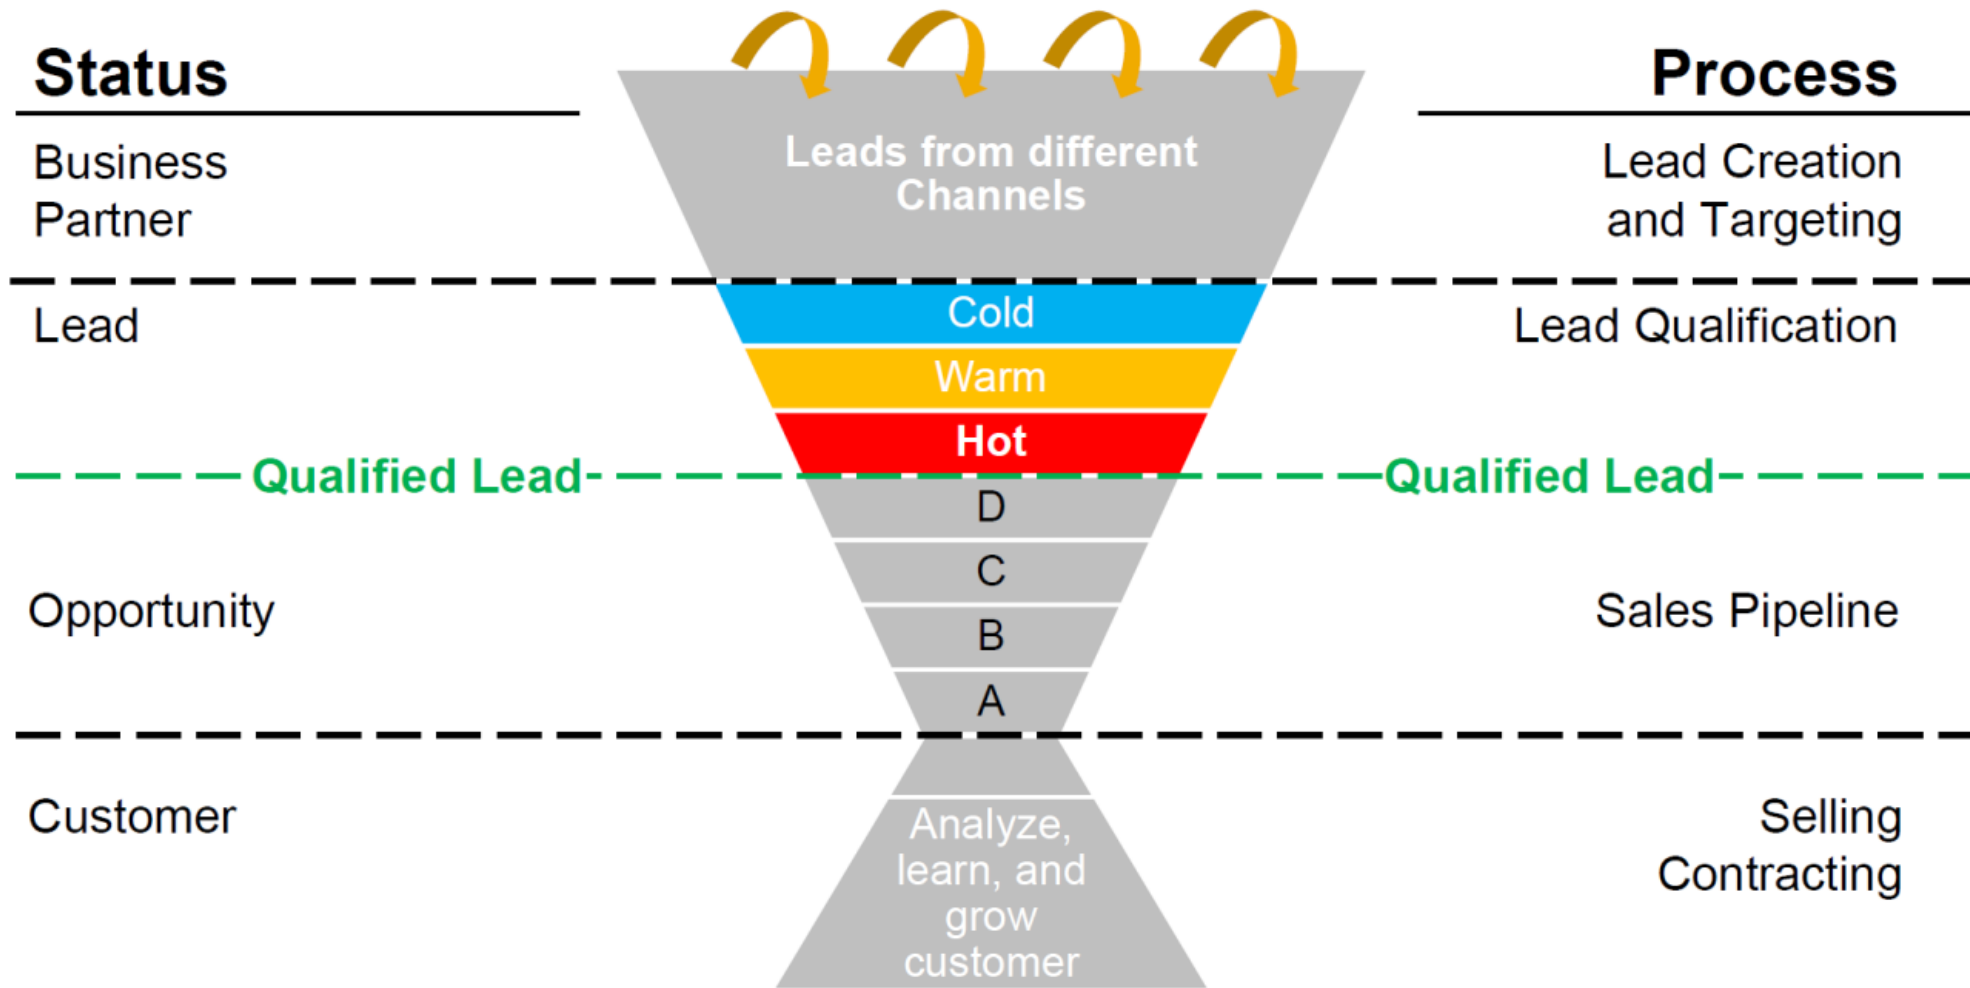 Status
Process
Business
Partner
Leads from different
Channels
Lead Creation
and Targeting
Lead
Cold
Lead Qualification
Warm
Hot
Qualified Lead
Qualified Lead
D
C
Opportunity
B
Sales Pipeline
A
Customer
Analyze,
learn, and
grow
customer
Selling
Contracting